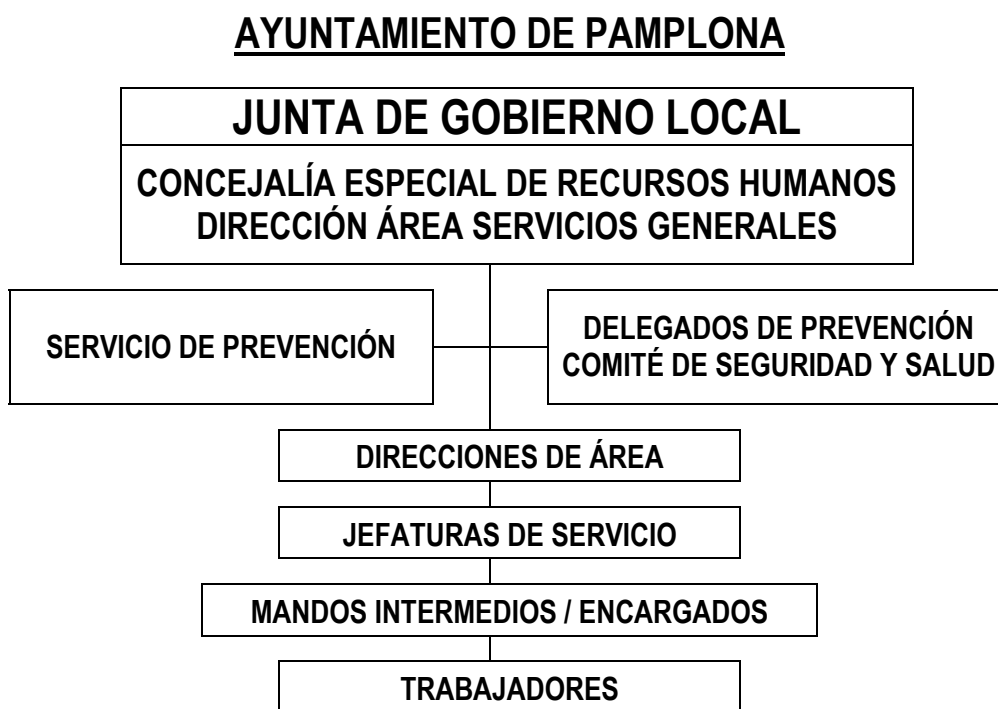 AYUNTAMIENTO DE PAMPLONA
JUNTA DE GOBIERNO LOCAL
CONCEJALÍA ESPECIAL DE RECURSOS HUMANOS
DIRECCIÓN ÁREA SERVICIOS GENERALES
SERVICIO DE PREVENCIÓN
DELEGADOS DE PREVENCIÓN
COMITÉ DE SEGURIDAD Y SALUD
DIRECCIONES DE ÁREA
JEFATURAS DE SERVICIO
MANDOS INTERMEDIOS / ENCARGADOS
TRABAJADORES